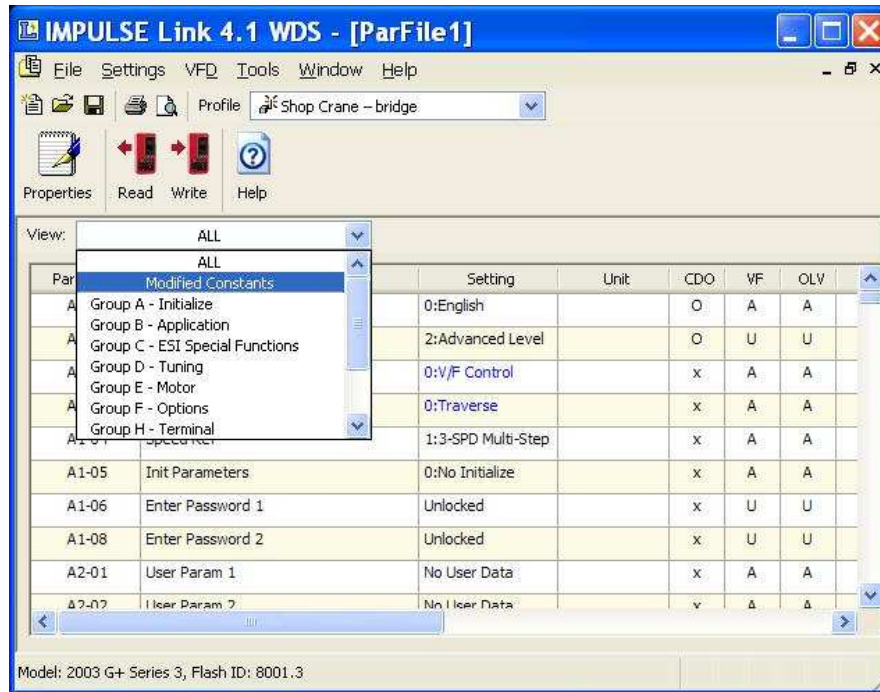 IMPULSE Link 4.1 WDS - [ParFile1]
File Settings VFD Tools Window Help
Profile Shop Crane – bridge
Properties Read Write Help
View: ALL
ALL
Modified Constants
Group A - Initialize
Group B - Application
Group C - ESI Special Functions
Group D - Tuning
Group E - Motor
Group F - Options
Group H - Terminal
Par Setting Unit CDO VF OLV
A 0:English O A A
A 2:Advanced Level O U U
A 0:V/F Control x A A
A 0:Traverse x A A
A1-04 Speed Ref 1:3-SPD Multi-Step x A A
A1-05 Init Parameters 0:No Initialize x A A
A1-06 Enter Password 1 Unlocked x U U
A1-08 Enter Password 2 Unlocked x U U
A2-01 User Param 1 No User Data x A A
A2-02 User Param 2 No User Data x A A
Model: 2003 G+ Series 3, Flash ID: 8001.3